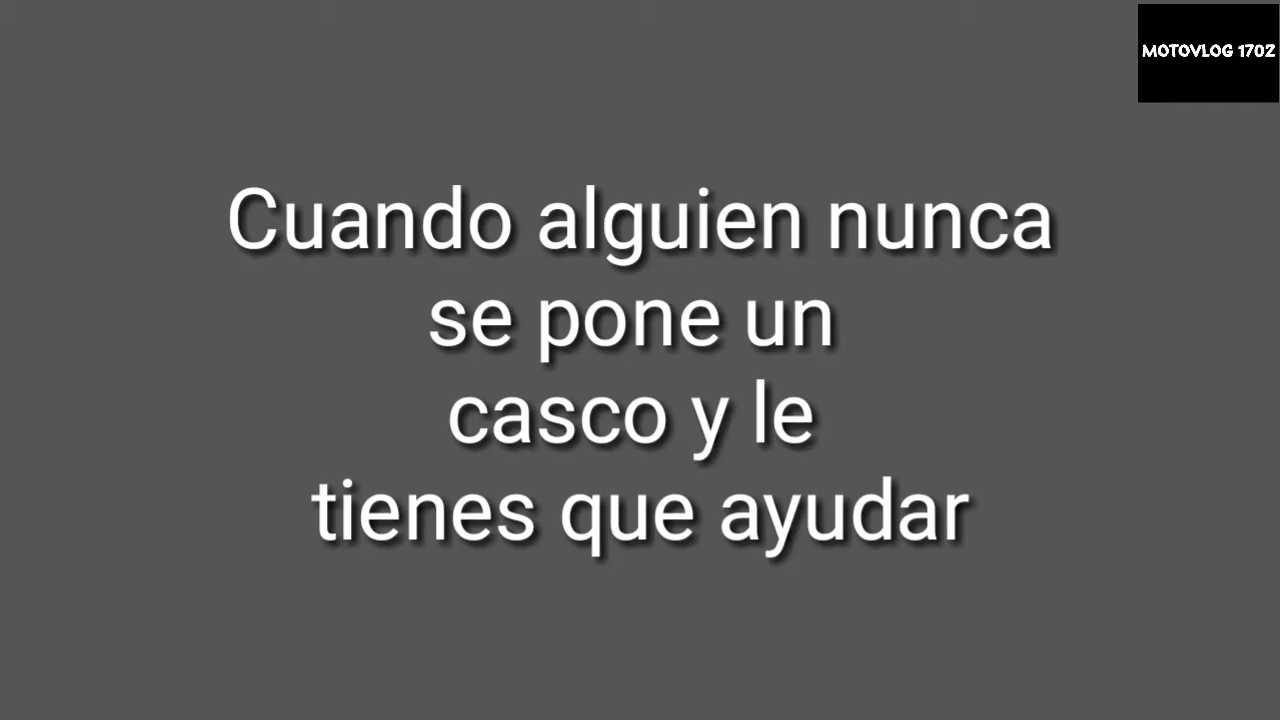 MOTOVLOG 170Z
Cuando alguien nunca
se pone un
casco y le
tienes que ayudar